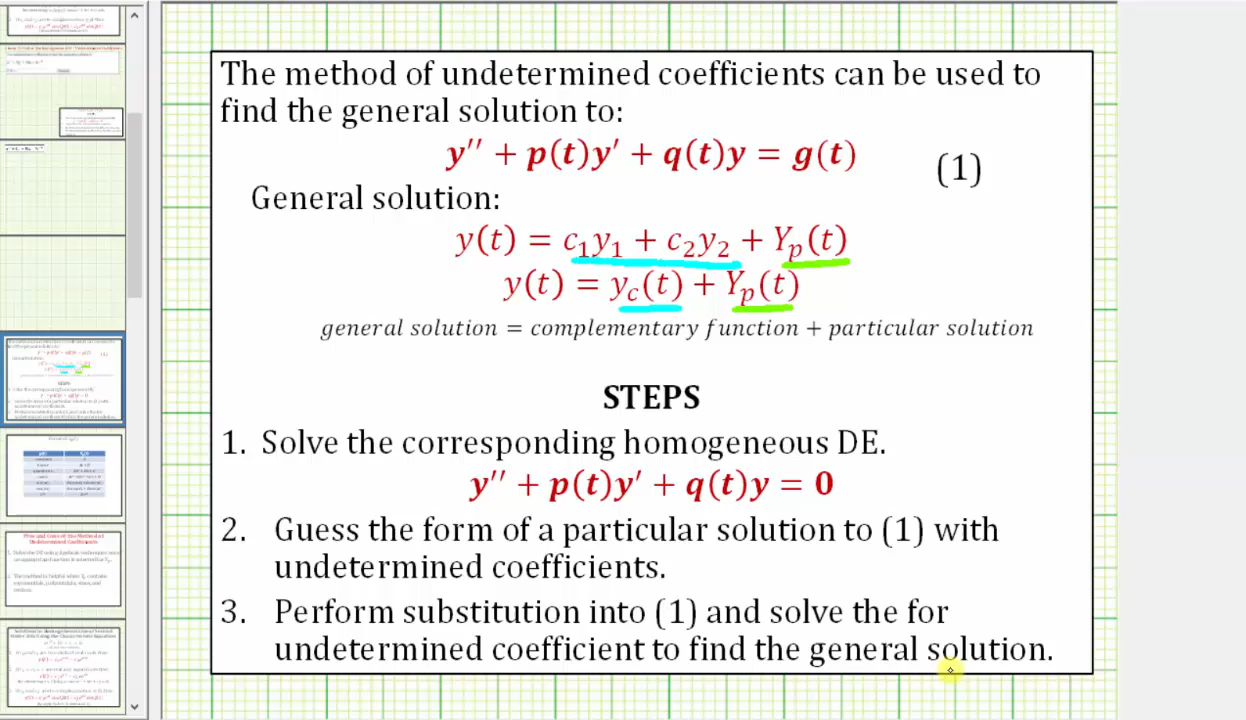 The method of undetermined coefficients can be used to
find the general solution to:
y′′ + p(t)y′ + q(t)y = g(t)
(1)
General solution:
y(t) = c₁y₁ + c₂y₂ + Yₚ(t)
y(t) = y_c(t) + Yₚ(t)
general solution = complementary function + particular solution
STEPS
1. Solve the corresponding homogeneous DE.
y′′ + p(t)y′ + q(t)y = 0
2. Guess the form of a particular solution to (1) with
undetermined coefficients.
3. Perform substitution into (1) and solve the for
undetermined coefficient to find the general solution.